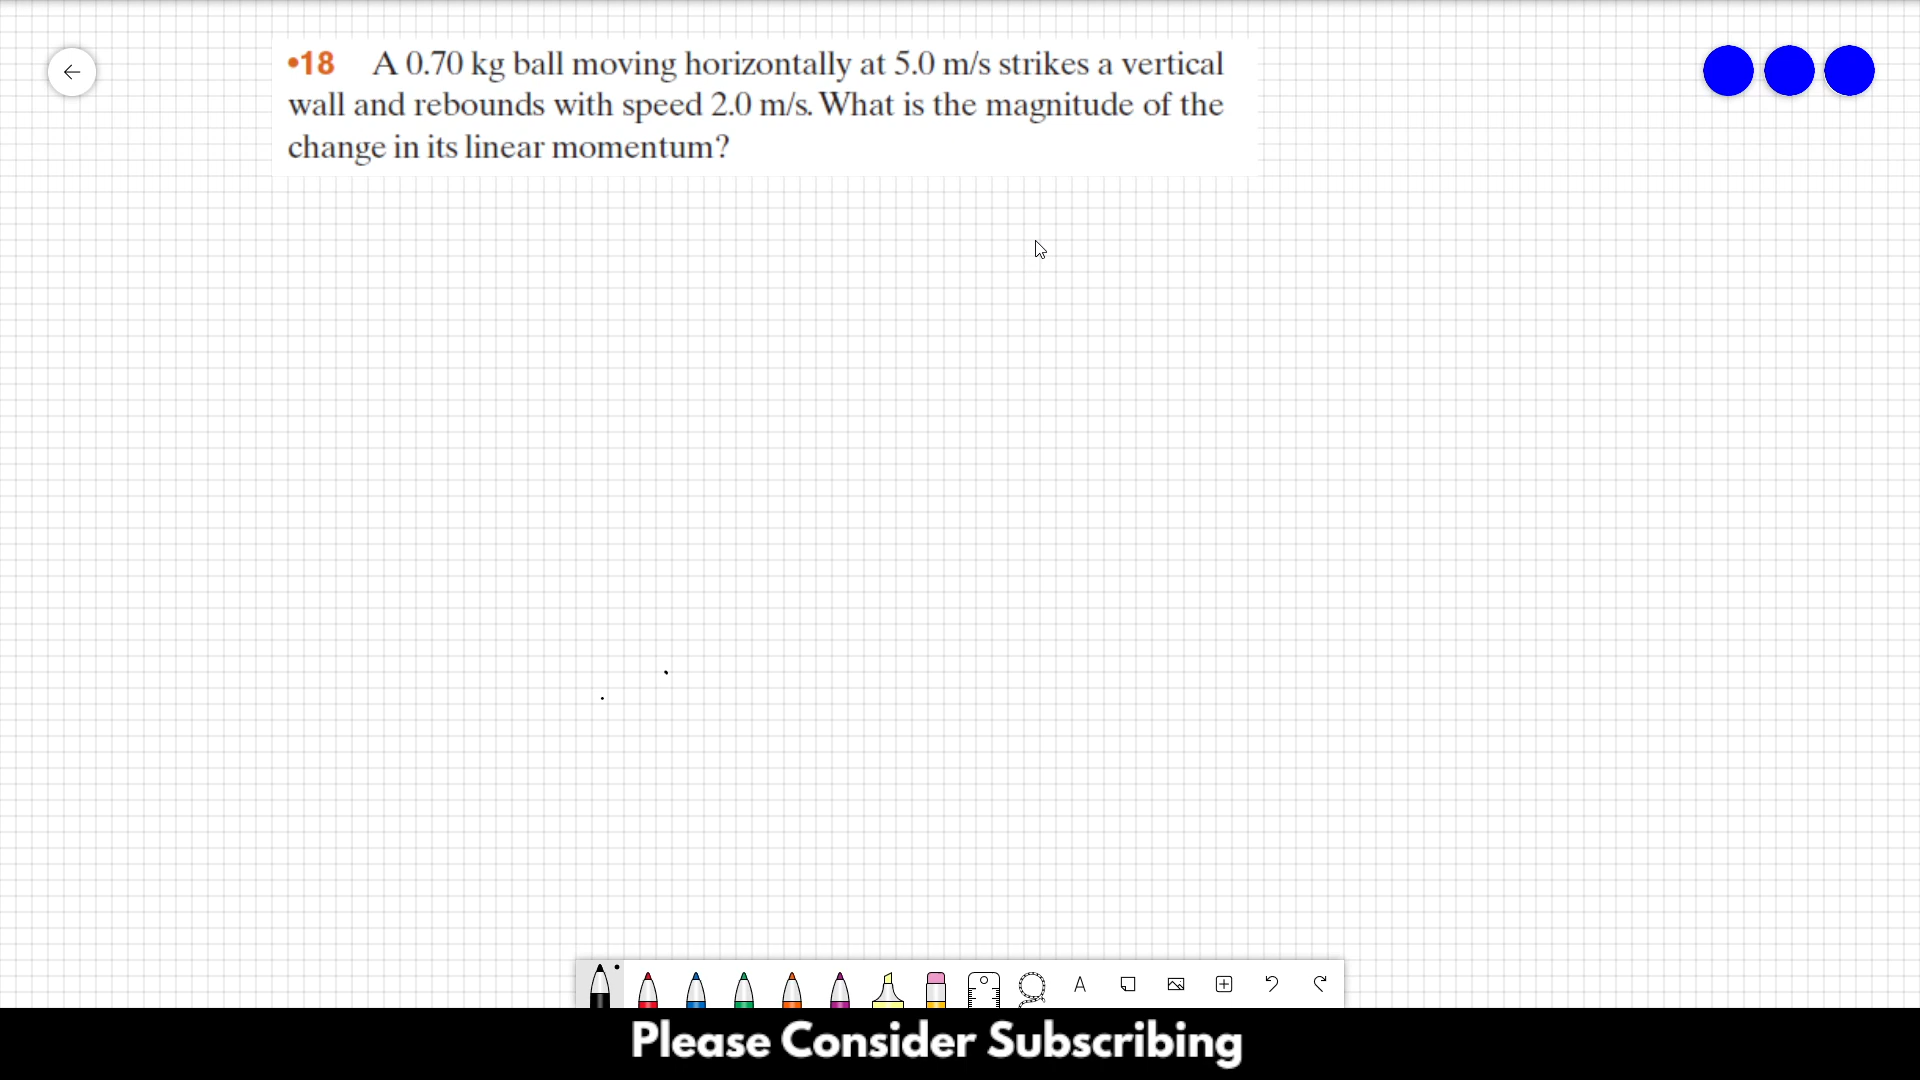 •18 A 0.70 kg ball moving horizontally at 5.0 m/s strikes a vertical
wall and rebounds with speed 2.0 m/s. What is the magnitude of the
change in its linear momentum?
A
Please Consider Subscribing